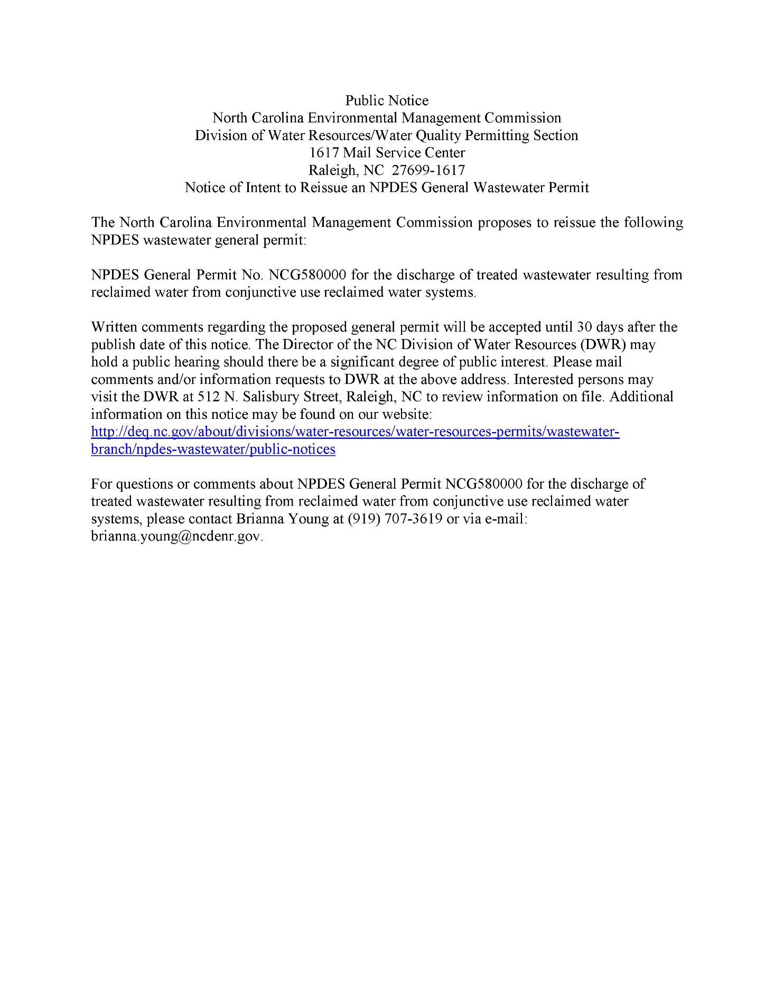 Public Notice
North Carolina Environmental Management Commission
Division of Water Resources/Water Quality Permitting Section
1617 Mail Service Center
Raleigh, NC  27699-1617
Notice of Intent to Reissue an NPDES General Wastewater Permit
The North Carolina Environmental Management Commission proposes to reissue the following
NPDES wastewater general permit:
NPDES General Permit No. NCG580000 for the discharge of treated wastewater resulting from
reclaimed water from conjunctive use reclaimed water systems.
Written comments regarding the proposed general permit will be accepted until 30 days after the
publish date of this notice. The Director of the NC Division of Water Resources (DWR) may
hold a public hearing should there be a significant degree of public interest. Please mail
comments and/or information requests to DWR at the above address. Interested persons may
visit the DWR at 512 N. Salisbury Street, Raleigh, NC to review information on file. Additional
information on this notice may be found on our website:
http://deq.nc.gov/about/divisions/water-resources/water-resources-permits/wastewater-
branch/npdes-wastewater/public-notices
For questions or comments about NPDES General Permit NCG580000 for the discharge of
treated wastewater resulting from reclaimed water from conjunctive use reclaimed water
systems, please contact Brianna Young at (919) 707-3619 or via e-mail:
brianna.young@ncdenr.gov.